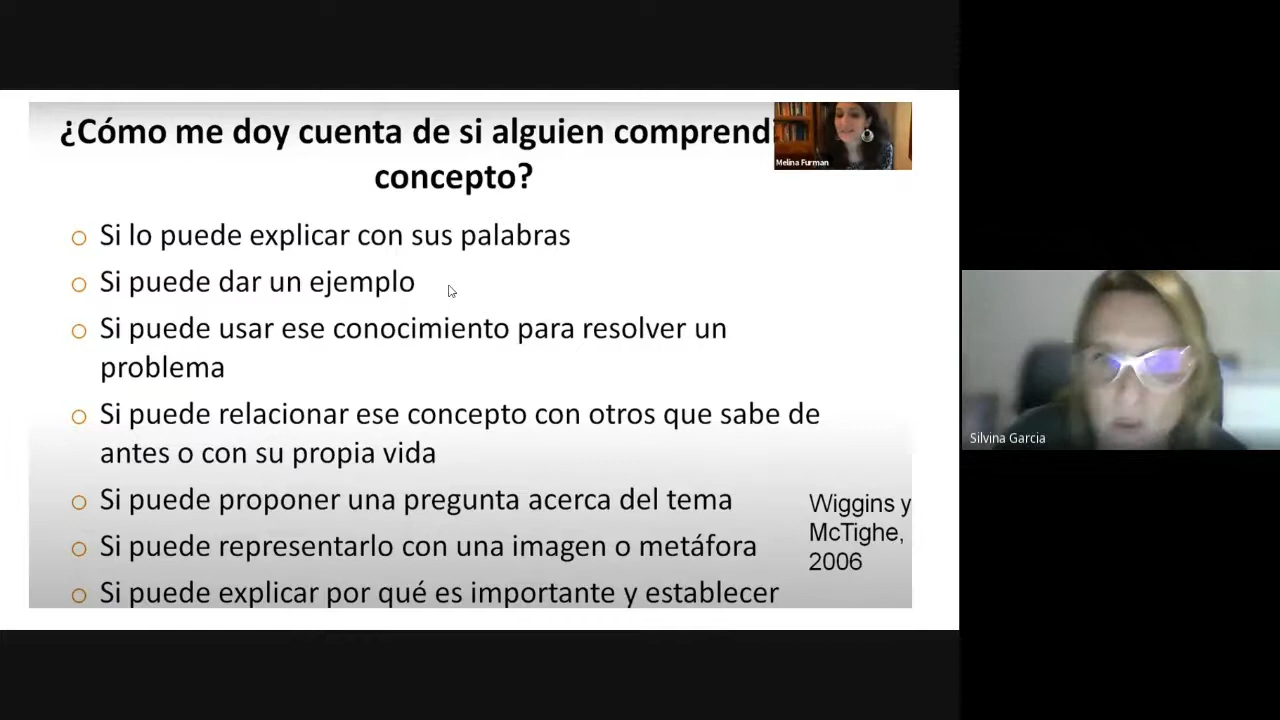 ¿Cómo me doy cuenta de si alguien comprend
concepto?
Melina Furman
Si lo puede explicar con sus palabras
Si puede dar un ejemplo
Si puede usar ese conocimiento para resolver un
problema
Si puede relacionar ese concepto con otros que sabe de
antes o con su propia vida
Si puede proponer una pregunta acerca del tema
Si puede representarlo con una imagen o metáfora
Si puede explicar por qué es importante y establecer
Wiggins y
McTighe,
2006
Silvina Garcia